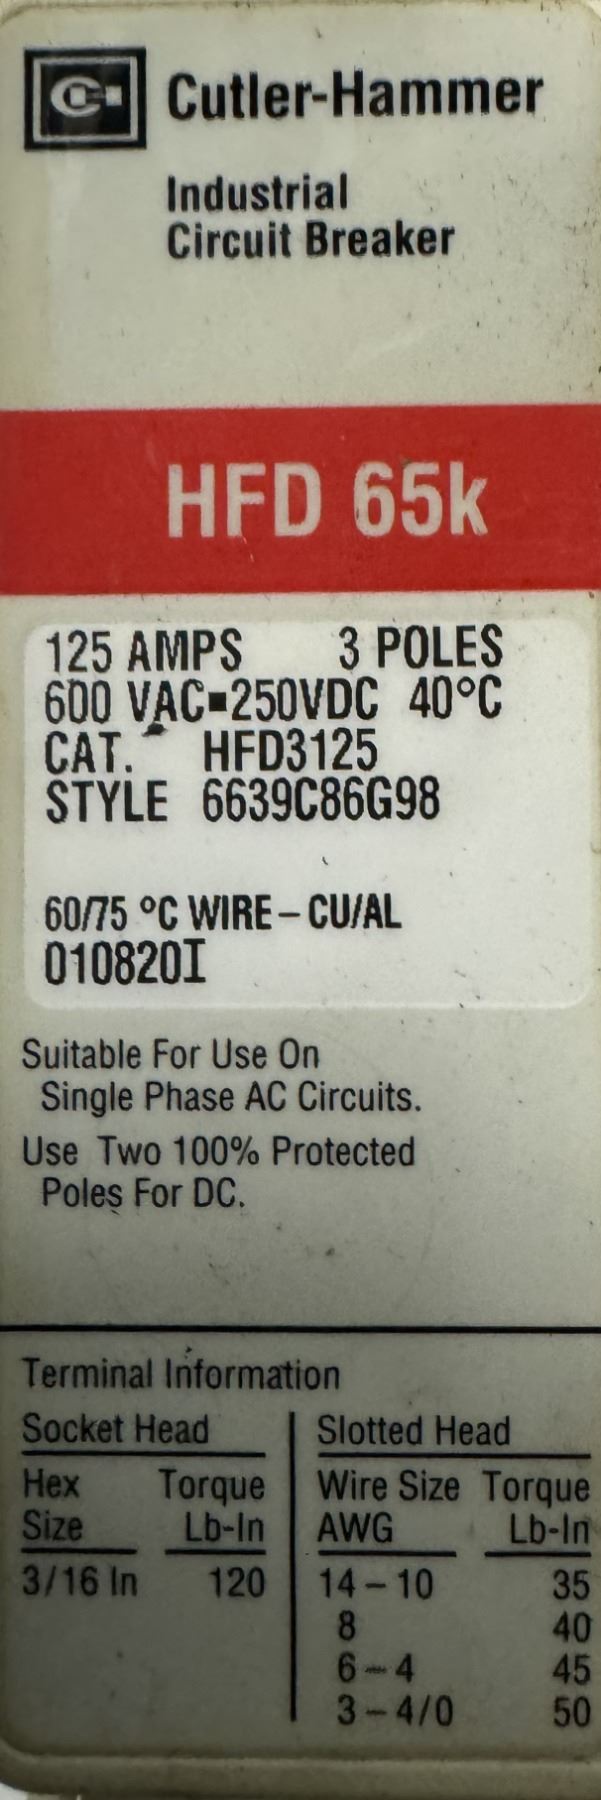 Cutler-Hammer
Industrial
Circuit Breaker
HFD 65k
125 AMPS 3 POLES
600 VAC▪250VDC 40°C
CAT. HFD3125
STYLE 6639C86G98
60/75 °C WIRE – CU/AL
010820I
Suitable For Use On
Single Phase AC Circuits.
Use Two 100% Protected
Poles For DC.
Terminal Information
Socket Head Slotted Head
Hex Torque Wire Size Torque
Size Lb-In AWG Lb-In
3/16 In 120 14 – 10 35
8 40
6 – 4 45
3 – 4/0 50